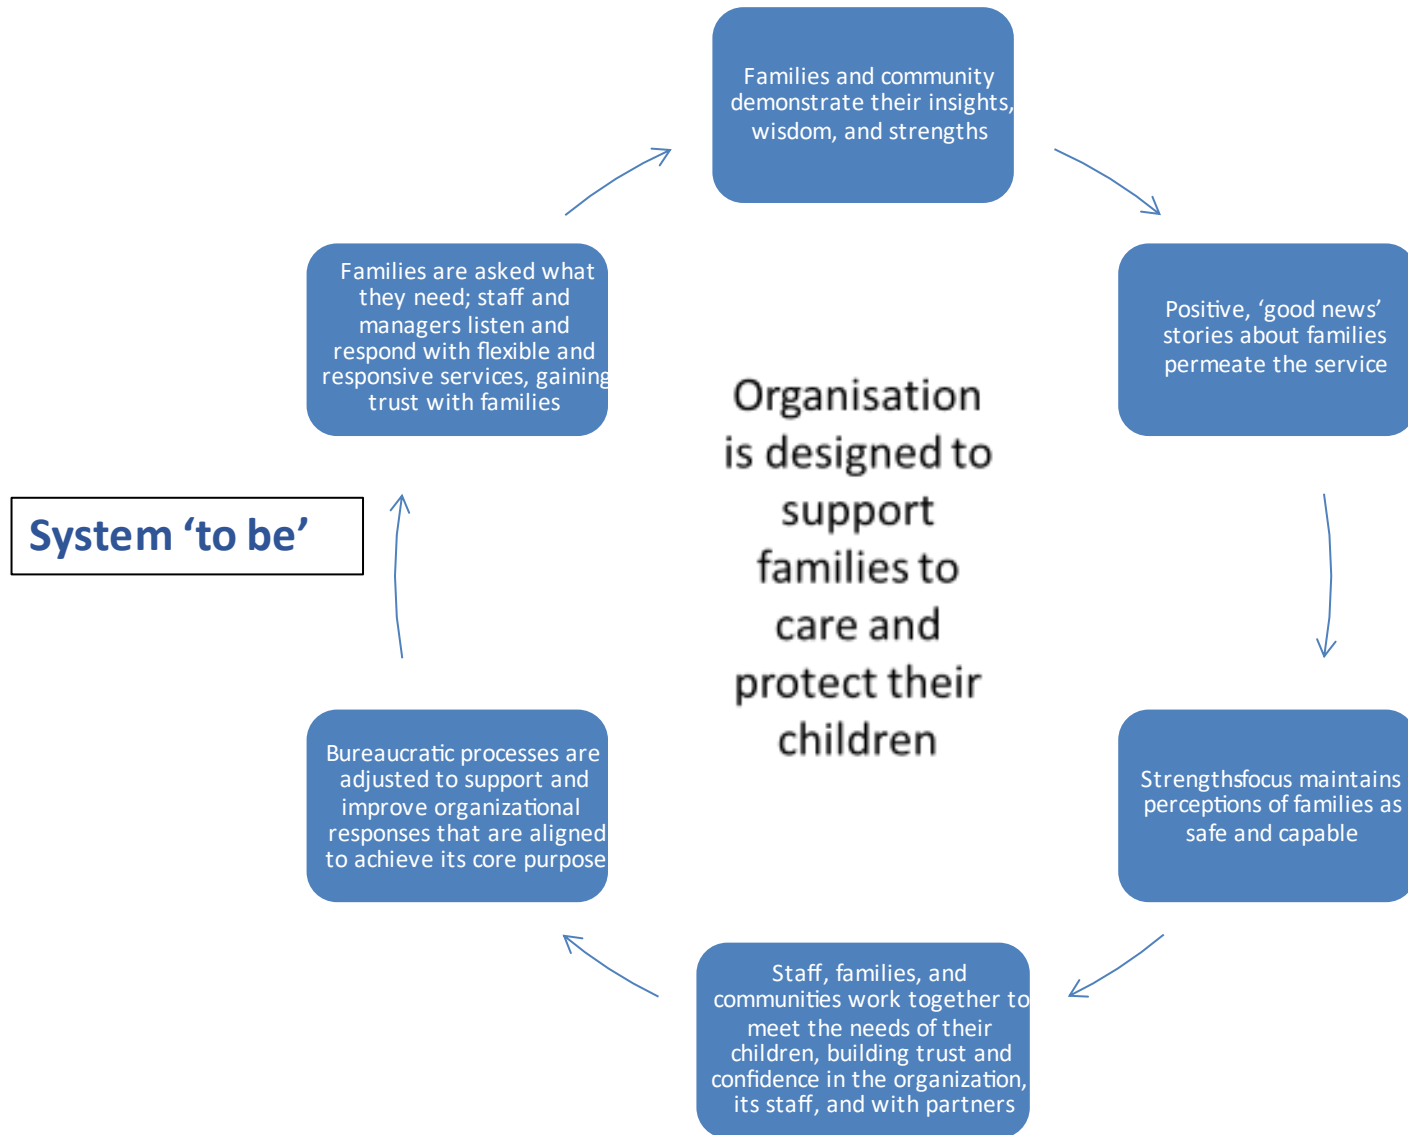 Families and community
demonstrate their insights,
wisdom, and strengths
Positive, ‘good news’
stories about families
permeate the service
Strengthsfocus maintains
perceptions of families as
safe and capable
Staff, families, and
communities work together to
meet the needs of their
children, building trust and
confidence in the organization,
its staff, and with partners
Bureaucratic processes are
adjusted to support and
improve organizational
responses that are aligned
to achieve its core purpose
Families are asked what
they need; staff and
managers listen and
respond with flexible and
responsive services, gaining
trust with families
System ‘to be’
Organisation
is designed to
support
families to
care and
protect their
children